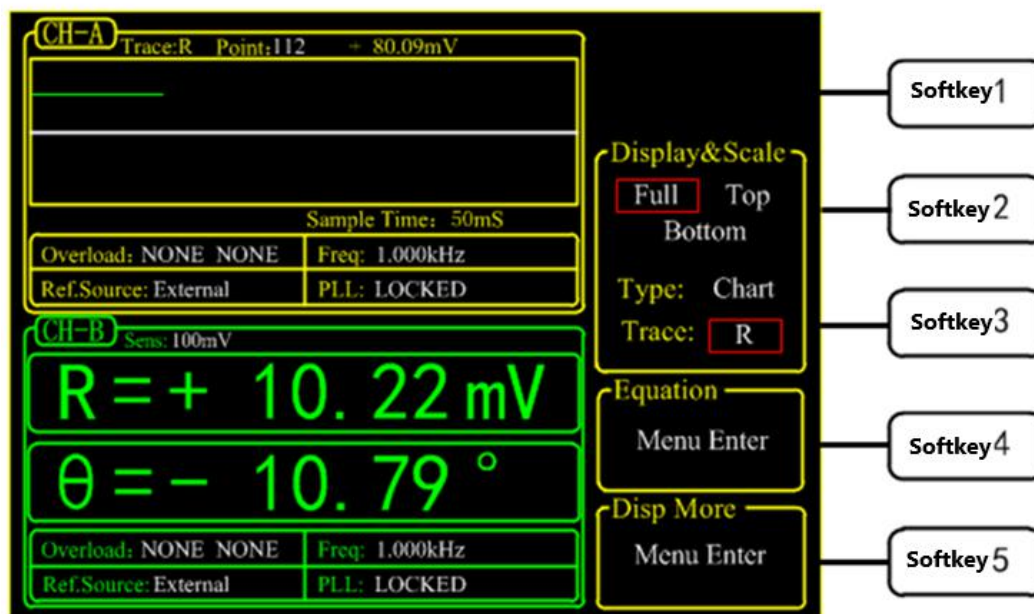 CH-A Trace:R Point:112 + 80.09mV
Sample Time: 50mS
Overload: NONE NONE Freq: 1.000kHz
Ref.Source: External PLL: LOCKED
CH-B Sens: 100mV
R=+ 10. 22 mV
θ=- 10. 79 °
Overload: NONE NONE Freq: 1.000kHz
Ref.Source: External PLL: LOCKED
Display&Scale
Full Top
Bottom
Type: Chart
Trace: R
Equation
Menu Enter
Disp More
Menu Enter
Softkey1
Softkey2
Softkey3
Softkey4
Softkey5